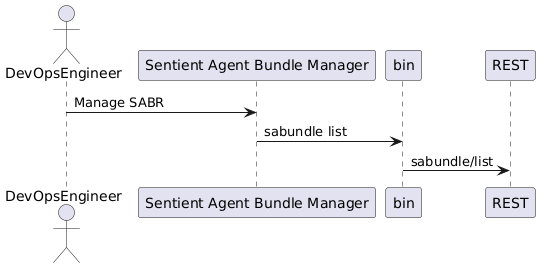 DevOpsEngineer
Sentient Agent Bundle Manager
bin
REST
Manage SABR
sabundle list
sabundle/list
DevOpsEngineer
Sentient Agent Bundle Manager
bin
REST